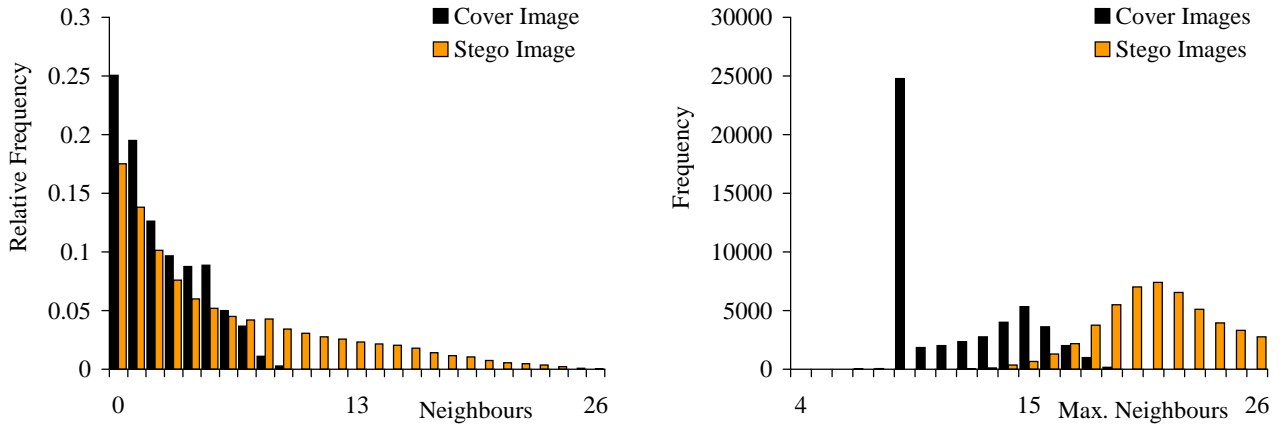 0.3
0.25
0.2
0.15
0.1
0.05
0
Relative Frequency
Cover Image
Stego Image
0 13 Neighbours 26
30000
25000
20000
15000
10000
5000
0
Frequency
Cover Images
Stego Images
4 15 Max. Neighbours 26